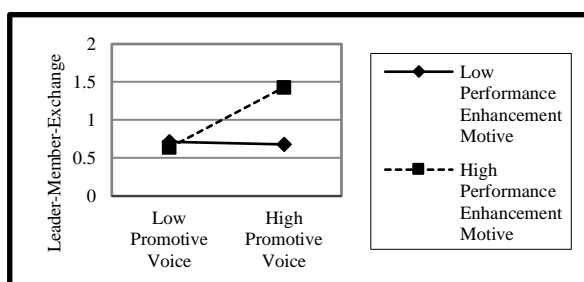 2
1.5
1
0.5
0
Leader-Member-Exchange
Low
Promotive
Voice
High
Promotive
Voice
Low
Performance
Enhancement
Motive
High
Performance
Enhancement
Motive